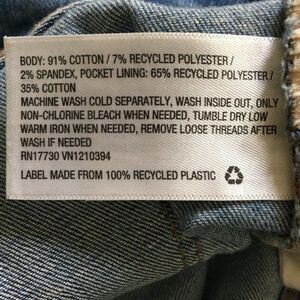 BODY: 91% COTTON / 7% RECYCLED POLYESTER /
2% SPANDEX, POCKET LINING: 65% RECYCLED POLYESTER /
35% COTTON
MACHINE WASH COLD SEPARATELY, WASH INSIDE OUT, ONLY
NON-CHLORINE BLEACH WHEN NEEDED, TUMBLE DRY LOW
WARM IRON WHEN NEEDED, REMOVE LOOSE THREADS AFTER
WASH IF NEEDED
RN17730 VN1210394
LABEL MADE FROM 100% RECYCLED PLASTIC